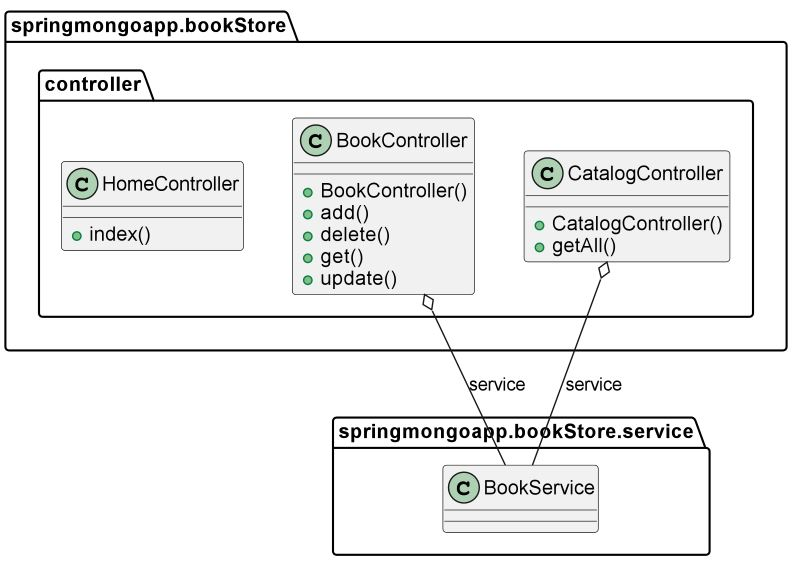 springmongoapp.bookStore
controller
C HomeController
index()
C BookController
BookController()
add()
delete()
get()
update()
C CatalogController
CatalogController()
getAll()
service
service
springmongoapp.bookStore.service
C BookService